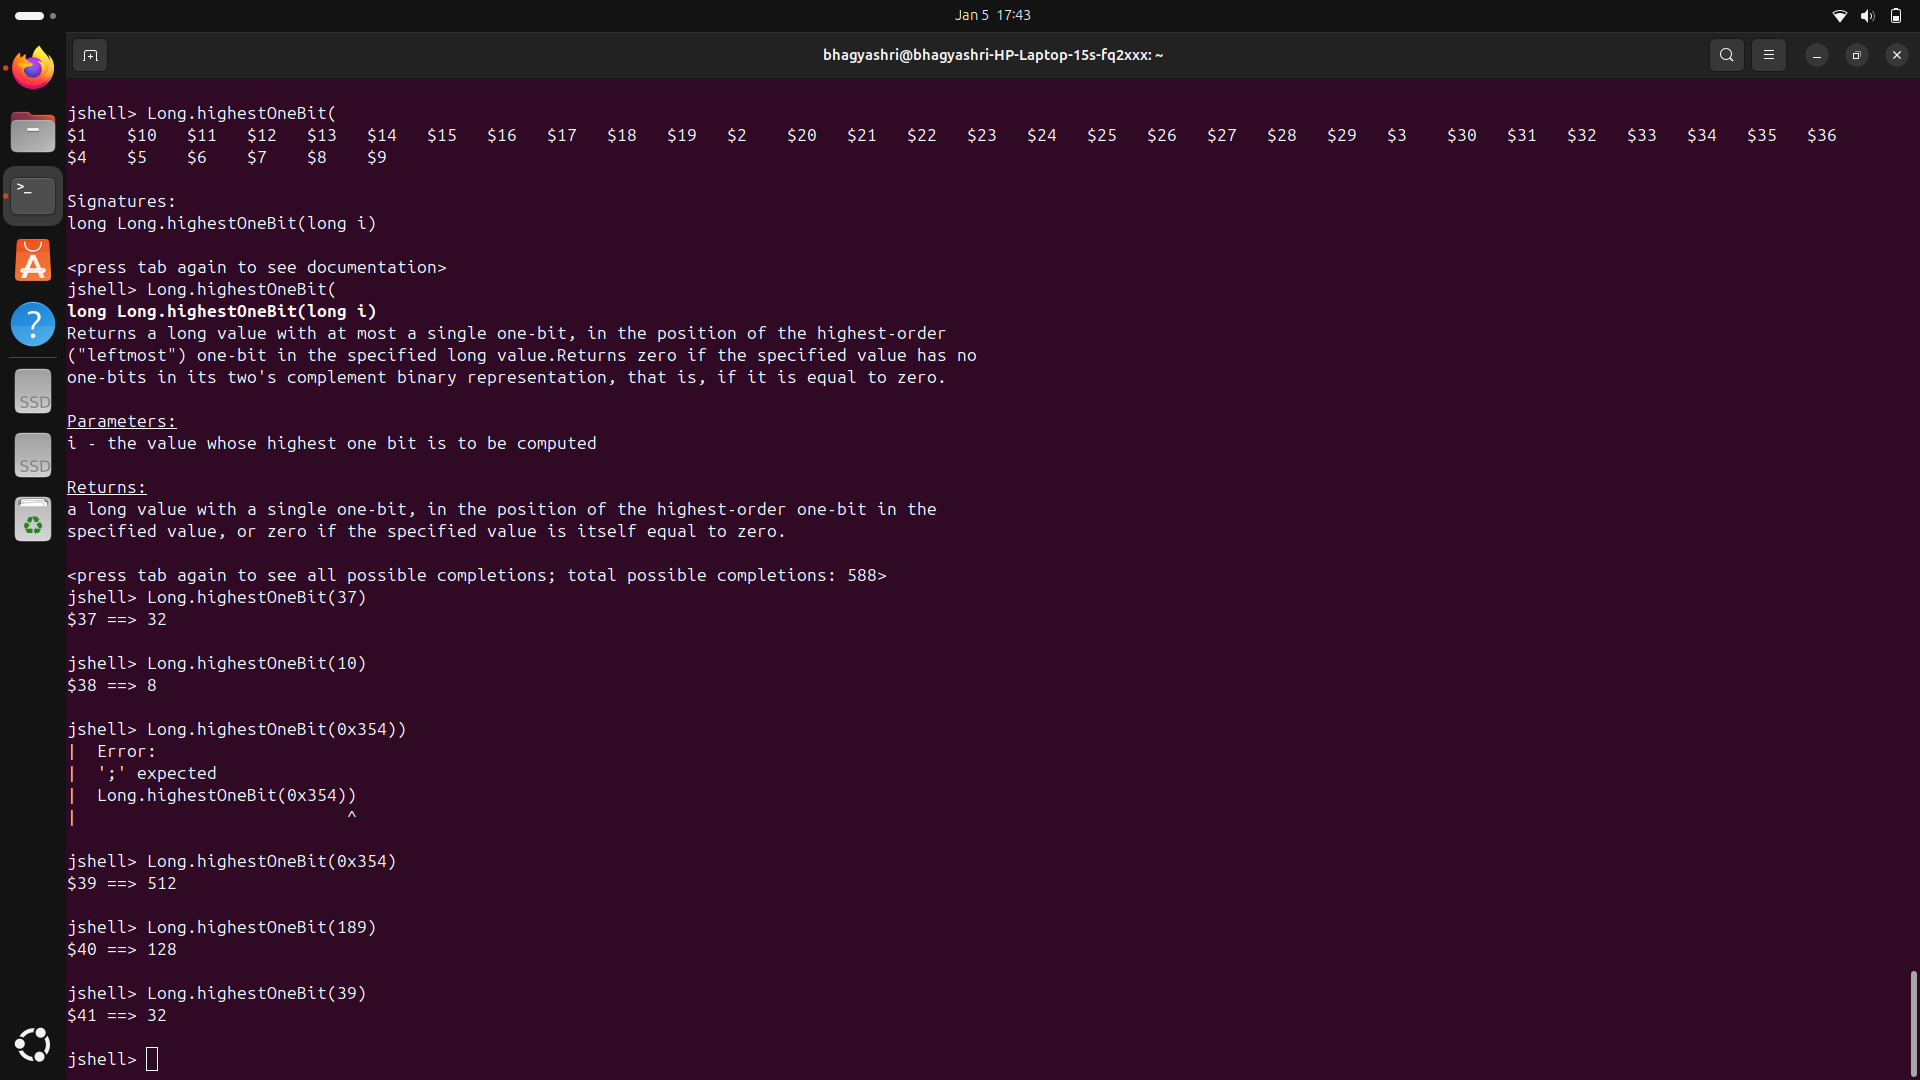 Jan 5 17:43
bhagyashri@bhagyashri-HP-Laptop-15s-fq2xxx: ~
jshell> Long.highestOneBit(
$1 $10 $11 $12 $13 $14 $15 $16 $17 $18 $19 $2 $20 $21 $22 $23 $24 $25 $26 $27 $28 $29 $3 $30 $31 $32 $33 $34 $35 $36
$4 $5 $6 $7 $8 $9
Signatures:
long Long.highestOneBit(long i)
<press tab again to see documentation>
jshell> Long.highestOneBit(
long Long.highestOneBit(long i)
Returns a long value with at most a single one-bit, in the position of the highest-order
("leftmost") one-bit in the specified long value.Returns zero if the specified value has no
one-bits in its two's complement binary representation, that is, if it is equal to zero.
Parameters:
i - the value whose highest one bit is to be computed
Returns:
a long value with a single one-bit, in the position of the highest-order one-bit in the
specified value, or zero if the specified value is itself equal to zero.
<press tab again to see all possible completions; total possible completions: 588>
jshell> Long.highestOneBit(37)
$37 ==> 32
jshell> Long.highestOneBit(10)
$38 ==> 8
jshell> Long.highestOneBit(0x354))
| Error:
| ';' expected
| Long.highestOneBit(0x354))
| ^
jshell> Long.highestOneBit(0x354)
$39 ==> 512
jshell> Long.highestOneBit(189)
$40 ==> 128
jshell> Long.highestOneBit(39)
$41 ==> 32
jshell>
>_
A
?
SSD
SSD